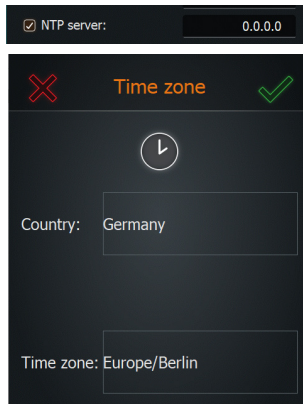 NTP server: 0.0.0.0
Time zone
Country: Germany
Time zone: Europe/Berlin